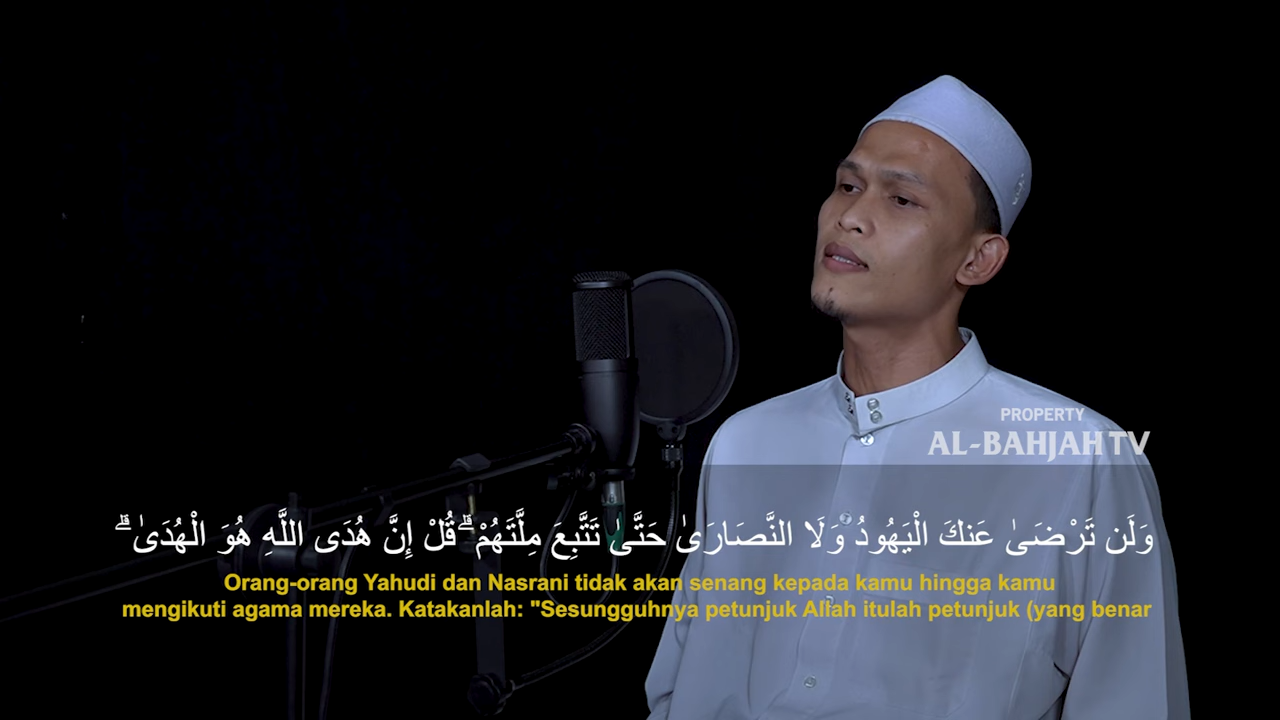 PROPERTY
AL-BAHJAH TV
وَلَن تَرْضَىٰ عَنكَ الْيَهُودُ وَلَا النَّصَارَىٰ حَتَّىٰ تَتَّبِعَ مِلَّتَهُمْ ۗ قُلْ إِنَّ هُدَى اللَّهِ هُوَ الْهُدَىٰ ۗ
Orang-orang Yahudi dan Nasrani tidak akan senang kepada kamu hingga kamu
mengikuti agama mereka. Katakanlah: "Sesungguhnya petunjuk Allah itulah petunjuk (yang benar